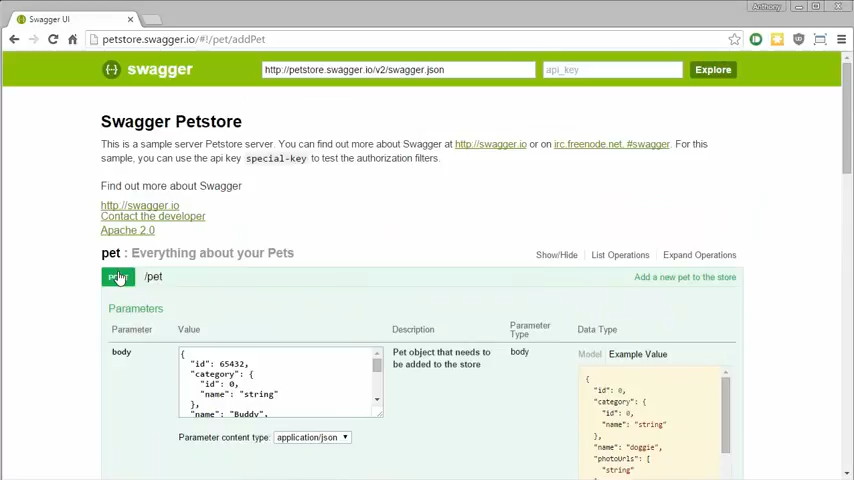 Anthony
Swagger UI
petstore.swagger.io/#!/pet/addPet
swagger
http://petstore.swagger.io/v2/swagger.json
api_key
Explore
Swagger Petstore
This is a sample server Petstore server. You can find out more about Swagger at http://swagger.io or on irc.freenode.net, #swagger. For this
sample, you can use the api key special-key to test the authorization filters.
Find out more about Swagger
http://swagger.io
Contact the developer
Apache 2.0
pet : Everything about your Pets
Show/Hide
List Operations
Expand Operations
/pet
Add a new pet to the store
Parameters
Parameter
Value
Description
Parameter
Type
Data Type
body
{
"id": 65432,
"category": {
"id": 0,
"name": "string"
},
"name": "Buddy",
Pet object that needs to
be added to the store
body
Model
Example Value
{
"id": 0,
"category": {
"id": 0,
"name": "string"
},
"name": "doggie",
"photoUrls": [
"string"
Parameter content type:
application/json